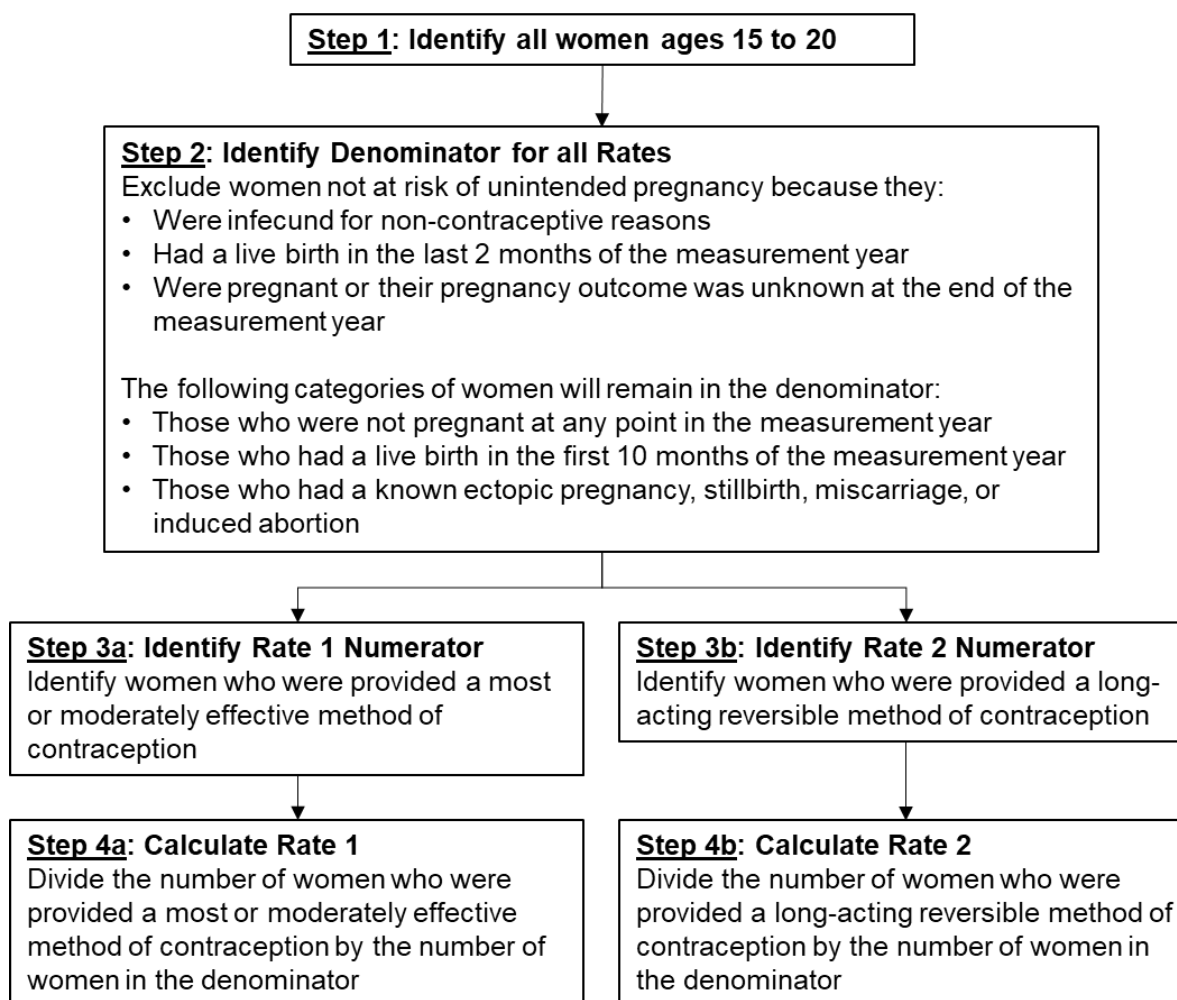 Step 1: Identify all women ages 15 to 20
Step 2: Identify Denominator for all Rates
Exclude women not at risk of unintended pregnancy because they:
• Were infecund for non-contraceptive reasons
• Had a live birth in the last 2 months of the measurement year
• Were pregnant or their pregnancy outcome was unknown at the end of the
measurement year
The following categories of women will remain in the denominator:
• Those who were not pregnant at any point in the measurement year
• Those who had a live birth in the first 10 months of the measurement year
• Those who had a known ectopic pregnancy, stillbirth, miscarriage, or
induced abortion
Step 3a: Identify Rate 1 Numerator
Identify women who were provided a most
or moderately effective method of
contraception
Step 3b: Identify Rate 2 Numerator
Identify women who were provided a long-
acting reversible method of contraception
Step 4a: Calculate Rate 1
Divide the number of women who were
provided a most or moderately effective
method of contraception by the number of
women in the denominator
Step 4b: Calculate Rate 2
Divide the number of women who were
provided a long-acting reversible method of
contraception by the number of women in
the denominator